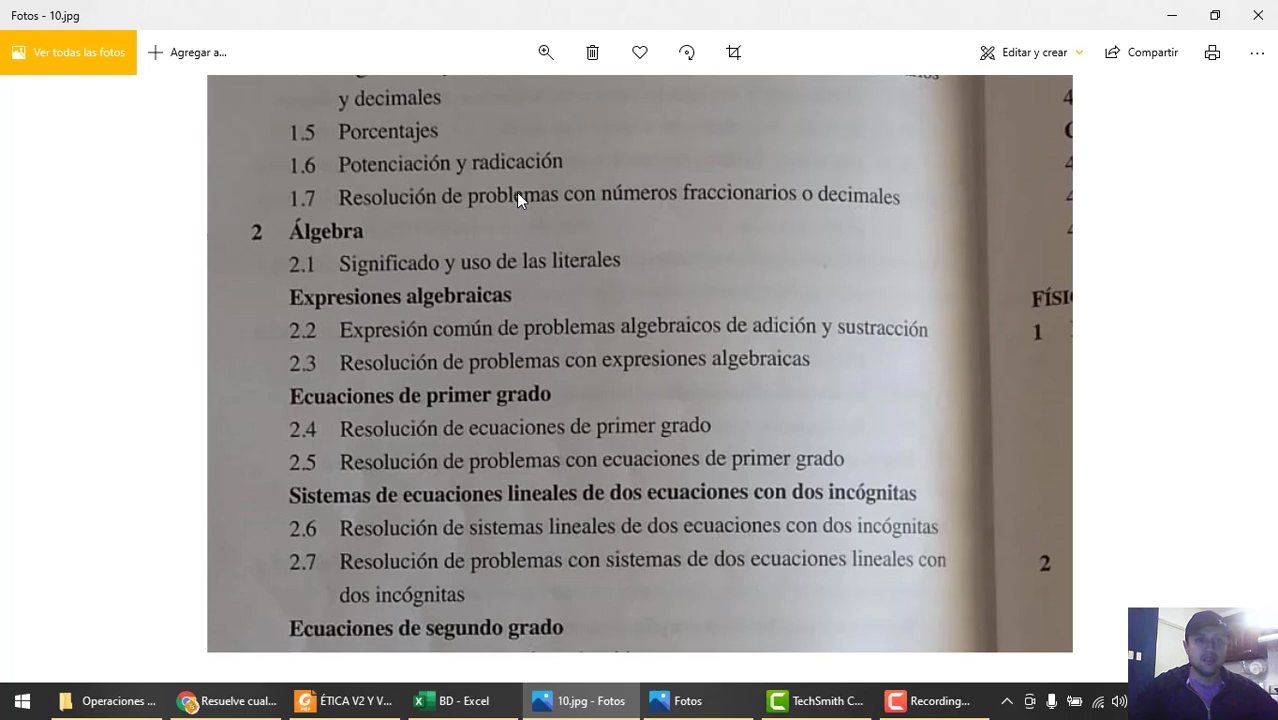 Fotos - 10.jpg
Ver todas las fotos
Agregar a...
Editar y crear
Compartir
y decimales
1.5 Porcentajes
1.6 Potenciación y radicación
1.7 Resolución de problemas con números fraccionarios o decimales
2 Álgebra
2.1 Significado y uso de las literales
Expresiones algebraicas
2.2 Expresión común de problemas algebraicos de adición y sustracción
2.3 Resolución de problemas con expresiones algebraicas
Ecuaciones de primer grado
2.4 Resolución de ecuaciones de primer grado
2.5 Resolución de problemas con ecuaciones de primer grado
Sistemas de ecuaciones lineales de dos ecuaciones con dos incógnitas
2.6 Resolución de sistemas lineales de dos ecuaciones con dos incógnitas
2.7 Resolución de problemas con sistemas de dos ecuaciones lineales con
dos incógnitas
Ecuaciones de segundo grado
4
4
4
4
FÍSI
1
2
Operaciones ...
Resuelve cual...
ÉTICA V2 Y V...
BD - Excel
10.jpg - Fotos
Fotos
TechSmith C...
Recording...